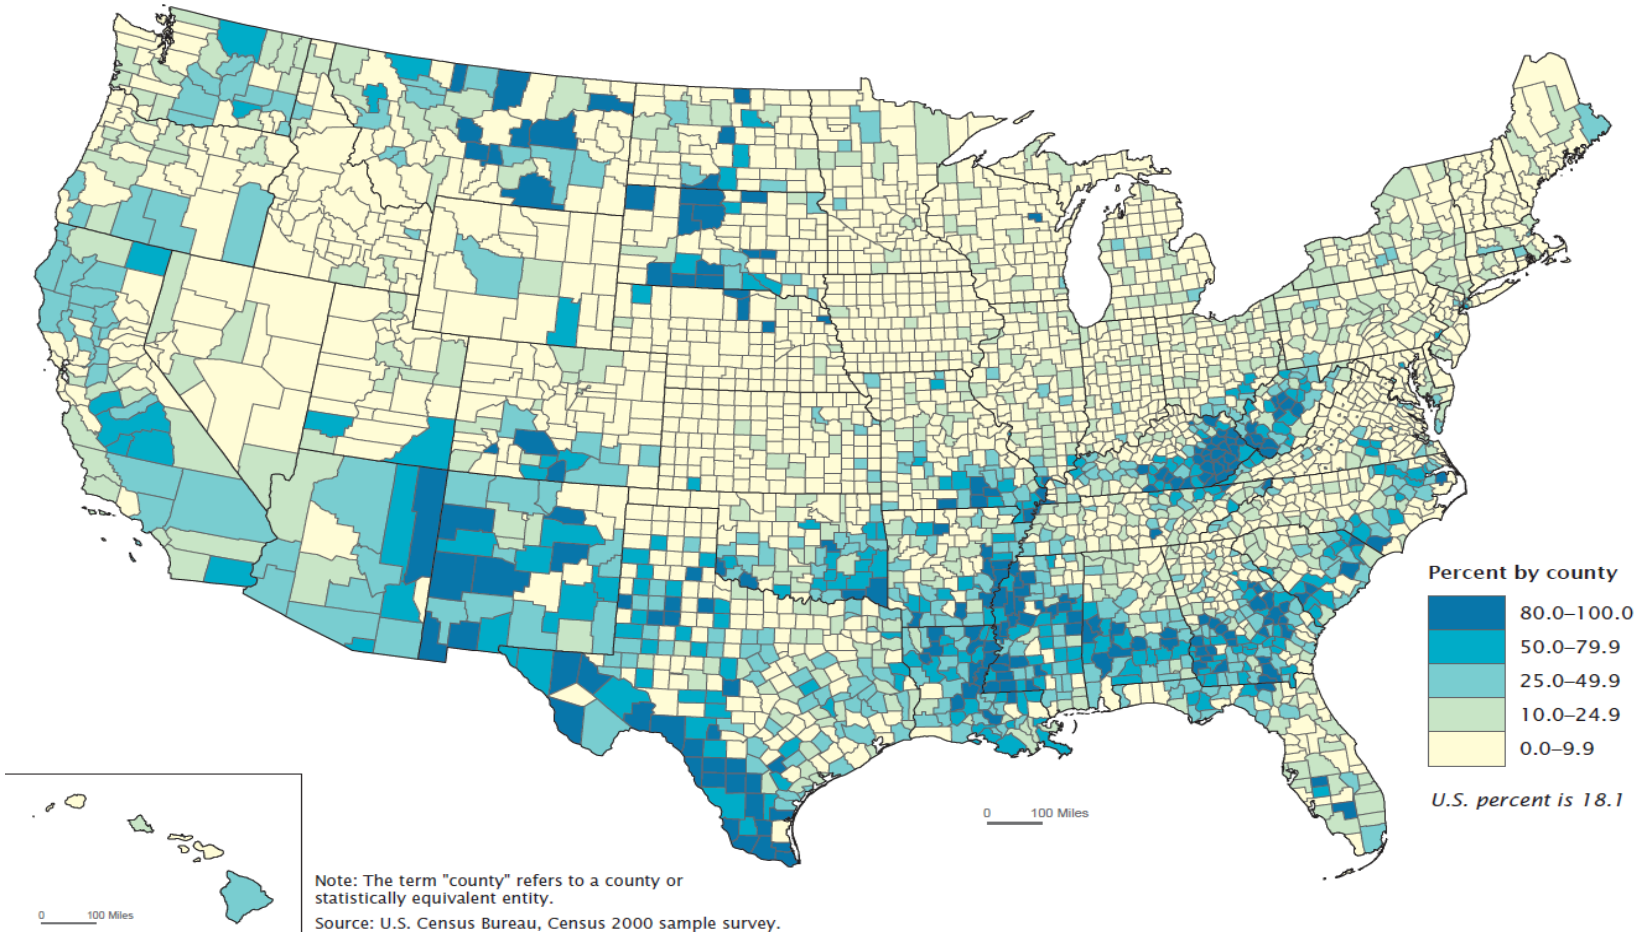 Percent by county
80.0–100.0
50.0–79.9
25.0–49.9
10.0–24.9
0.0–9.9
U.S. percent is 18.1
0 100 Miles
0 100 Miles
Note: The term "county" refers to a county or
statistically equivalent entity.
Source: U.S. Census Bureau, Census 2000 sample survey.